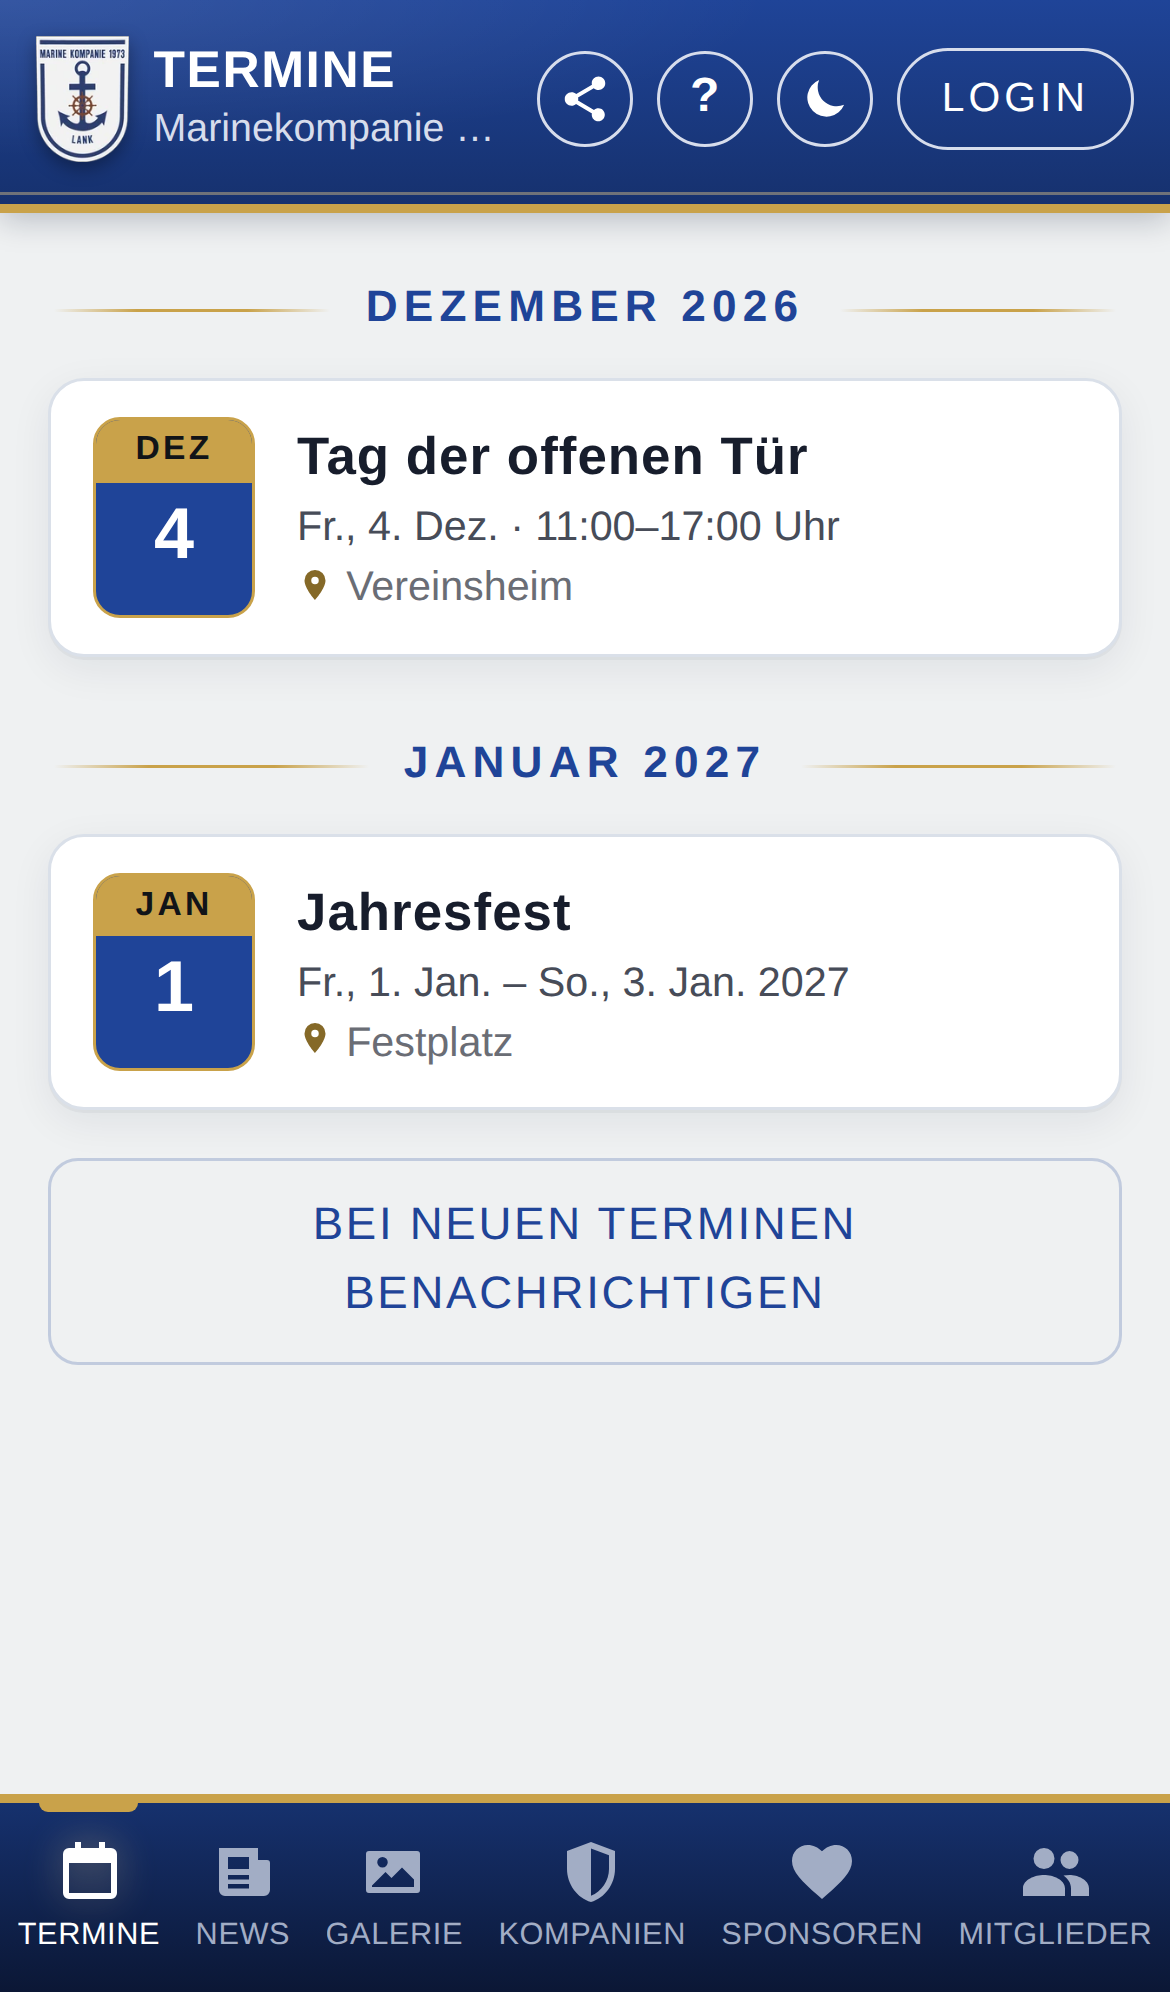 MARINE KOMPANIE 1973
LANK
TERMINE
Marinekompanie …
?
LOGIN
DEZEMBER 2026
DEZ
4
Tag der offenen Tür
Fr., 4. Dez. · 11:00–17:00 Uhr
Vereinsheim
JANUAR 2027
JAN
1
Jahresfest
Fr., 1. Jan. – So., 3. Jan. 2027
Festplatz
BEI NEUEN TERMINEN
BENACHRICHTIGEN
TERMINE NEWS GALERIE KOMPANIEN SPONSOREN MITGLIEDER